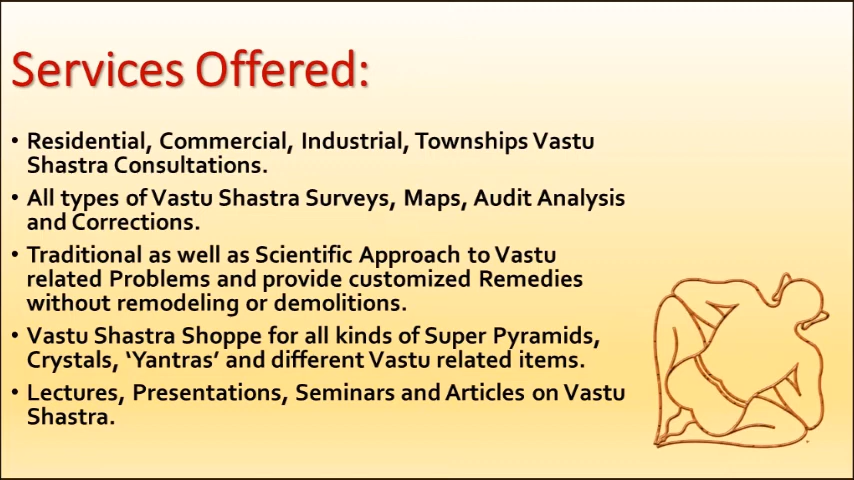 Services Offered:
• Residential, Commercial, Industrial, Townships Vastu
Shastra Consultations.
• All types of Vastu Shastra Surveys, Maps, Audit Analysis
and Corrections.
• Traditional as well as Scientific Approach to Vastu
related Problems and provide customized Remedies
without remodeling or demolitions.
• Vastu Shastra Shoppe for all kinds of Super Pyramids,
Crystals, ‘Yantras’ and different Vastu related items.
• Lectures, Presentations, Seminars and Articles on Vastu
Shastra.